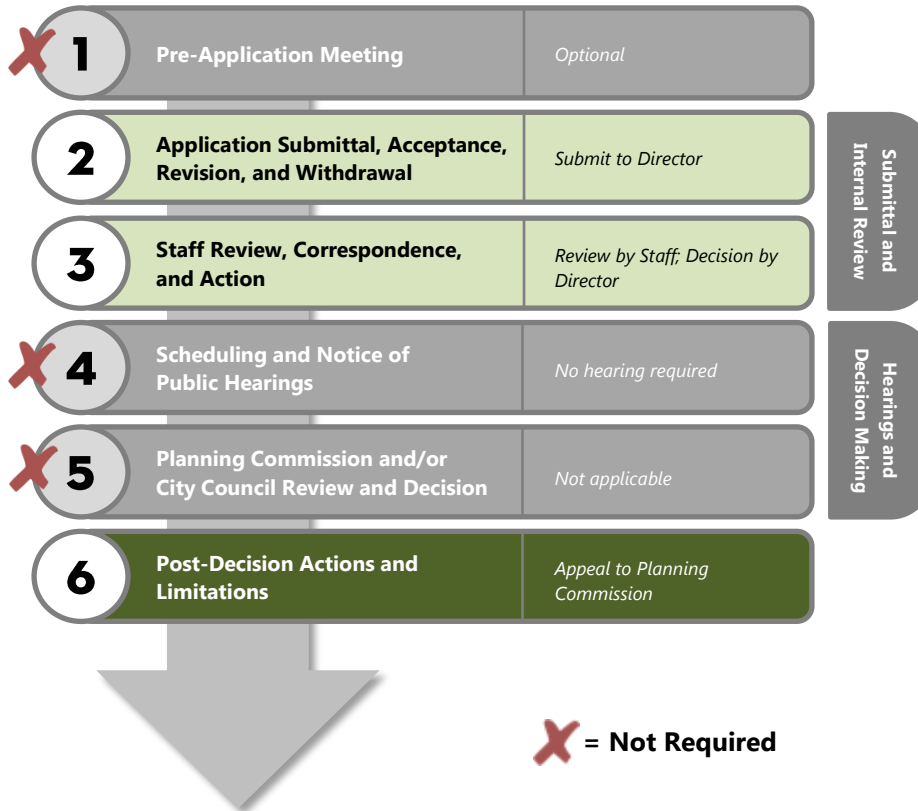 1
Pre-Application Meeting
Optional
2
Application Submittal, Acceptance,
Revision, and Withdrawal
Submit to Director
3
Staff Review, Correspondence,
and Action
Review by Staff; Decision by
Director
Submittal and
Internal Review
4
Scheduling and Notice of
Public Hearings
No hearing required
5
Planning Commission and/or
City Council Review and Decision
Not applicable
Hearings and
Decision Making
6
Post-Decision Actions and
Limitations
Appeal to Planning
Commission
= Not Required